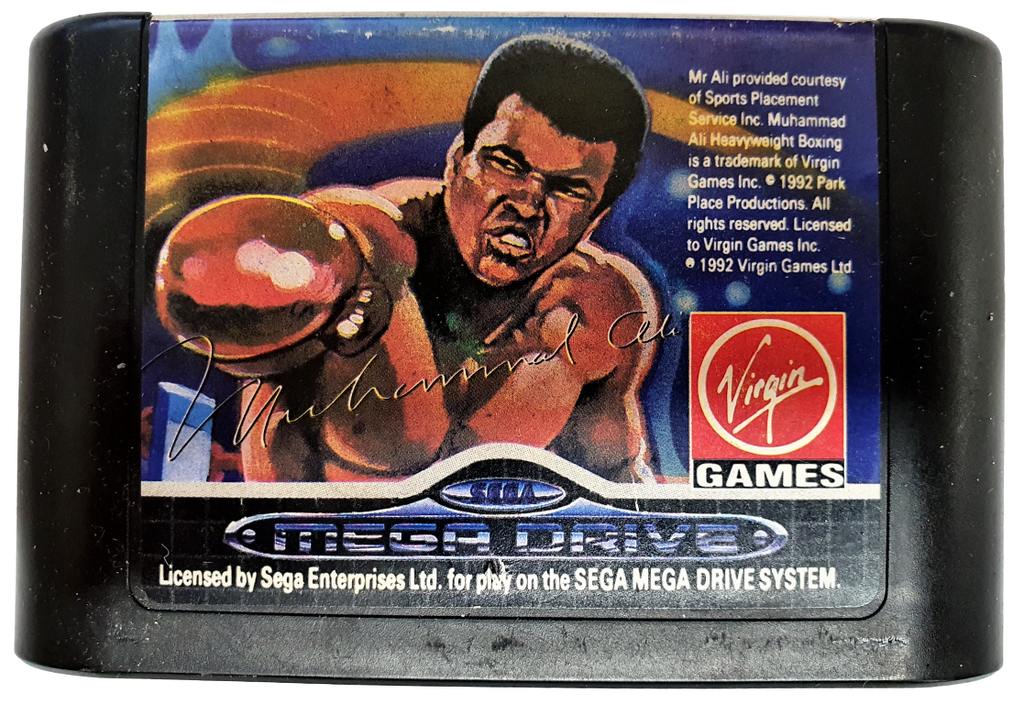 Mr Ali provided courtesy
of Sports Placement
Service Inc. Muhammad
Ali Heavyweight Boxing
is a trademark of Virgin
Games Inc. © 1992 Park
Place Productions. All
rights reserved. Licensed
to Virgin Games Inc.
© 1992 Virgin Games Ltd.
Muhammad Ali
Virgin
GAMES
SEGA
MEGA DRIVE
Licensed by Sega Enterprises Ltd. for play on the SEGA MEGA DRIVE SYSTEM.